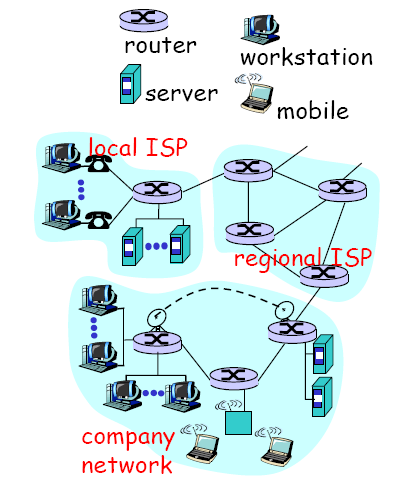 router
workstation
server
mobile
local ISP
regional ISP
company
network